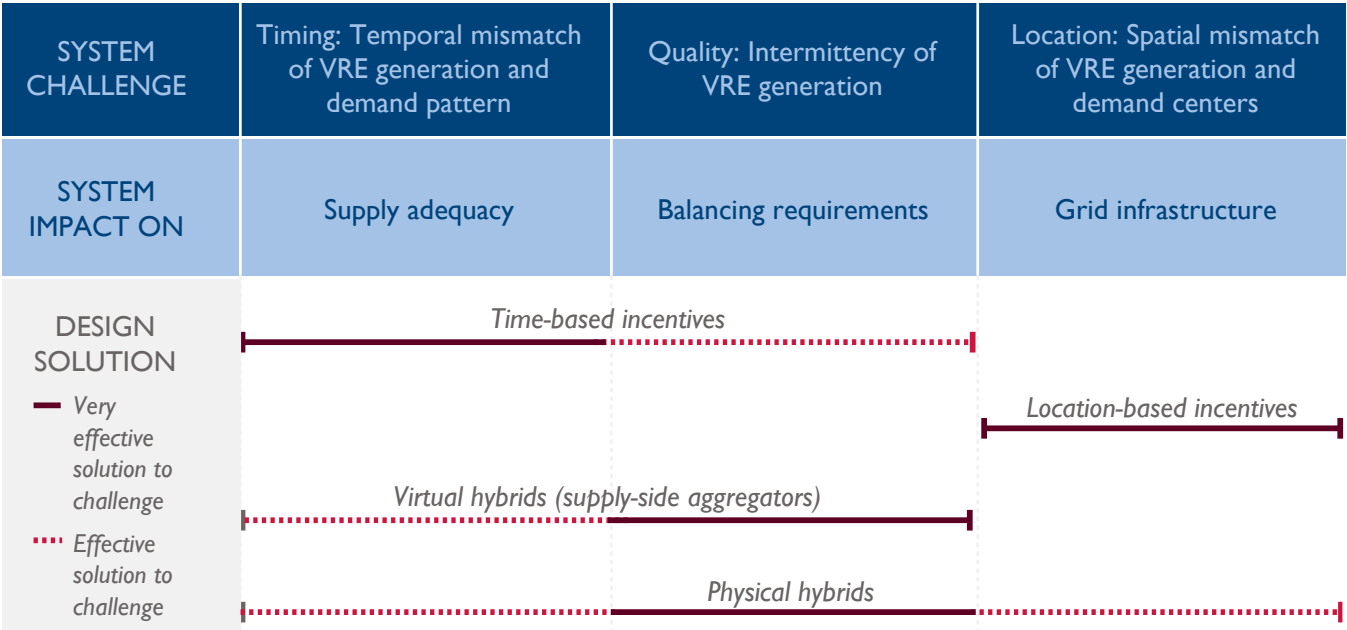 SYSTEM
CHALLENGE
Timing: Temporal mismatch
of VRE generation and
demand pattern
Quality: Intermittency of
VRE generation
Location: Spatial mismatch
of VRE generation and
demand centers
SYSTEM
IMPACT ON
Supply adequacy
Balancing requirements
Grid infrastructure
DESIGN
SOLUTION
Very
effective
solution to
challenge
Effective
solution to
challenge
Time-based incentives
Location-based incentives
Virtual hybrids (supply-side aggregators)
Physical hybrids